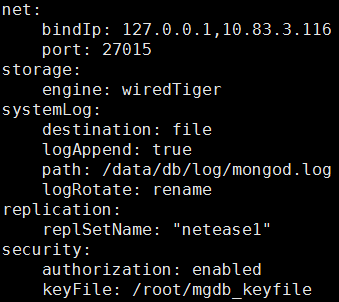 net:
    bindIp: 127.0.0.1,10.83.3.116
    port: 27015
storage:
    engine: wiredTiger
systemLog:
    destination: file
    logAppend: true
    path: /data/db/log/mongod.log
    logRotate: rename
replication:
    replSetName: "netease1"
security:
    authorization: enabled
    keyFile: /root/mgdb_keyfile